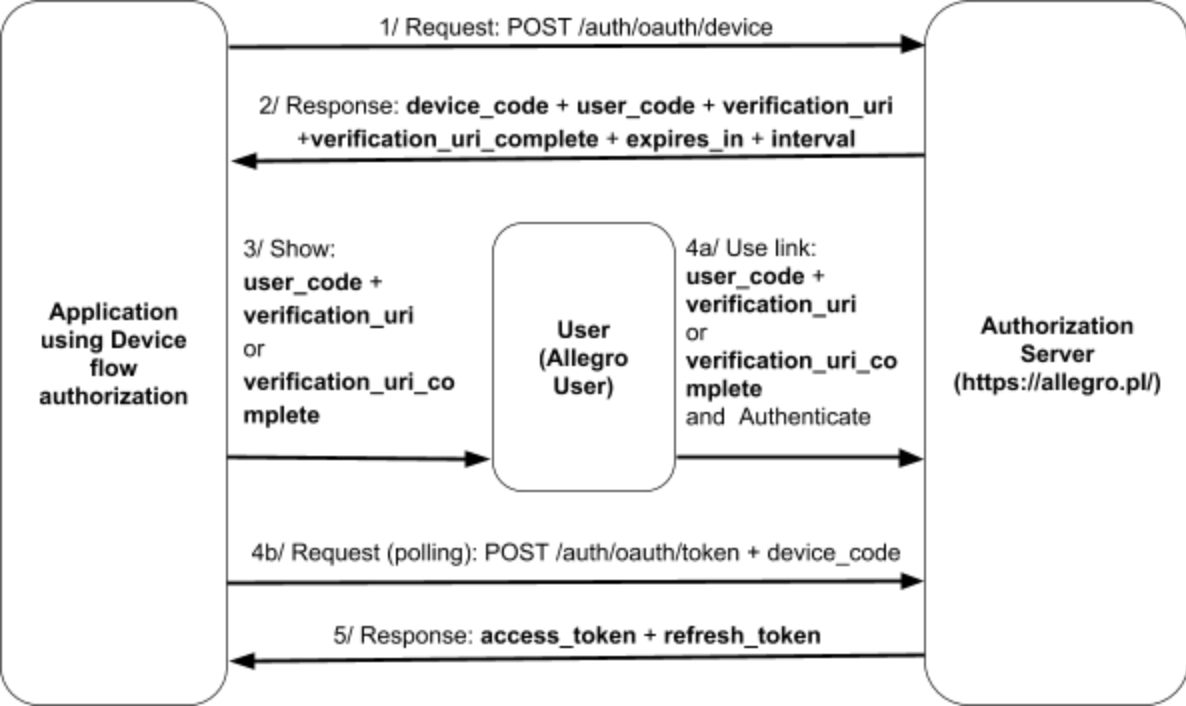 1/ Request: POST /auth/oauth/device
2/ Response: device_code + user_code + verification_uri
+verification_uri_complete + expires_in + interval
3/ Show:
user_code +
verification_uri
or
verification_uri_co
mplete
4a/ Use link:
user_code +
verification_uri
or
verification_uri_co
mplete
and Authenticate
Application
using Device
flow
authorization
User
(Allegro
User)
Authorization
Server
(https://allegro.pl/)
4b/ Request (polling): POST /auth/oauth/token + device_code
5/ Response: access_token + refresh_token